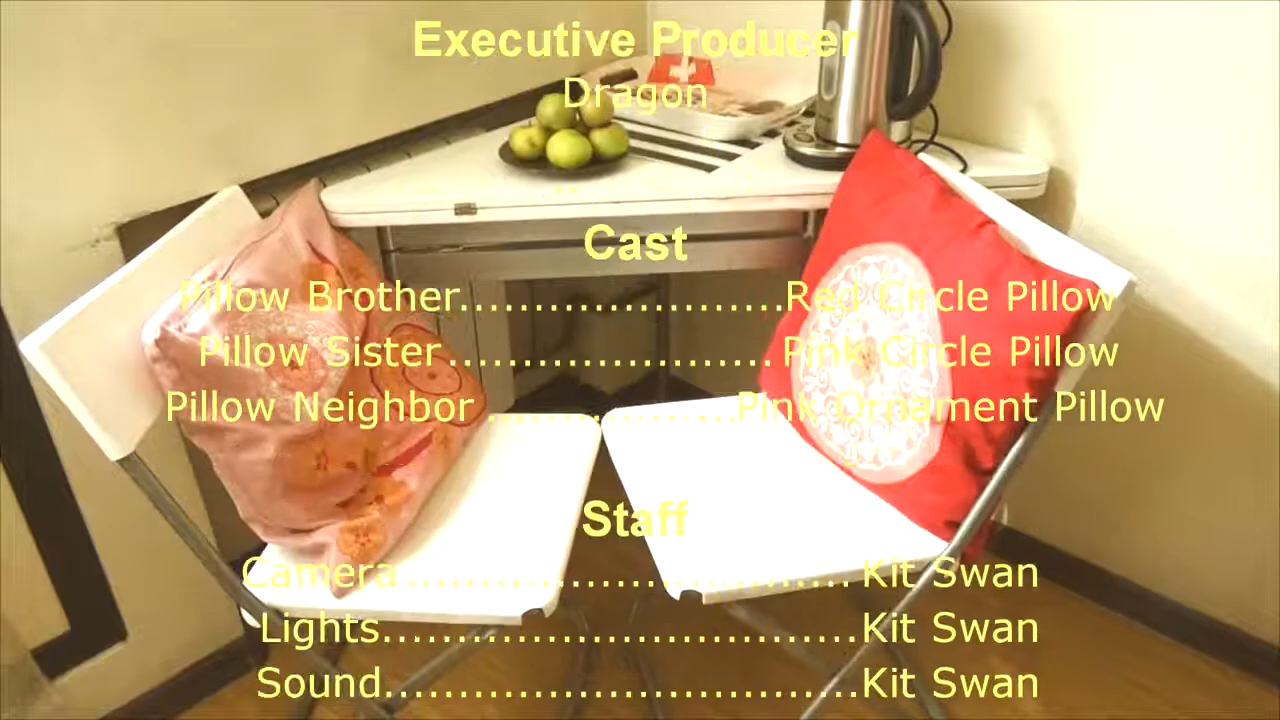 Executive Producer
Dragon
Cast
Pillow Brother......................Red Circle Pillow
Pillow Sister.....................Pink Circle Pillow
Pillow Neighbor ................Pink Ornament Pillow
Staff
Camera............................. Kit Swan
Lights...............................Kit Swan
Sound...............................Kit Swan